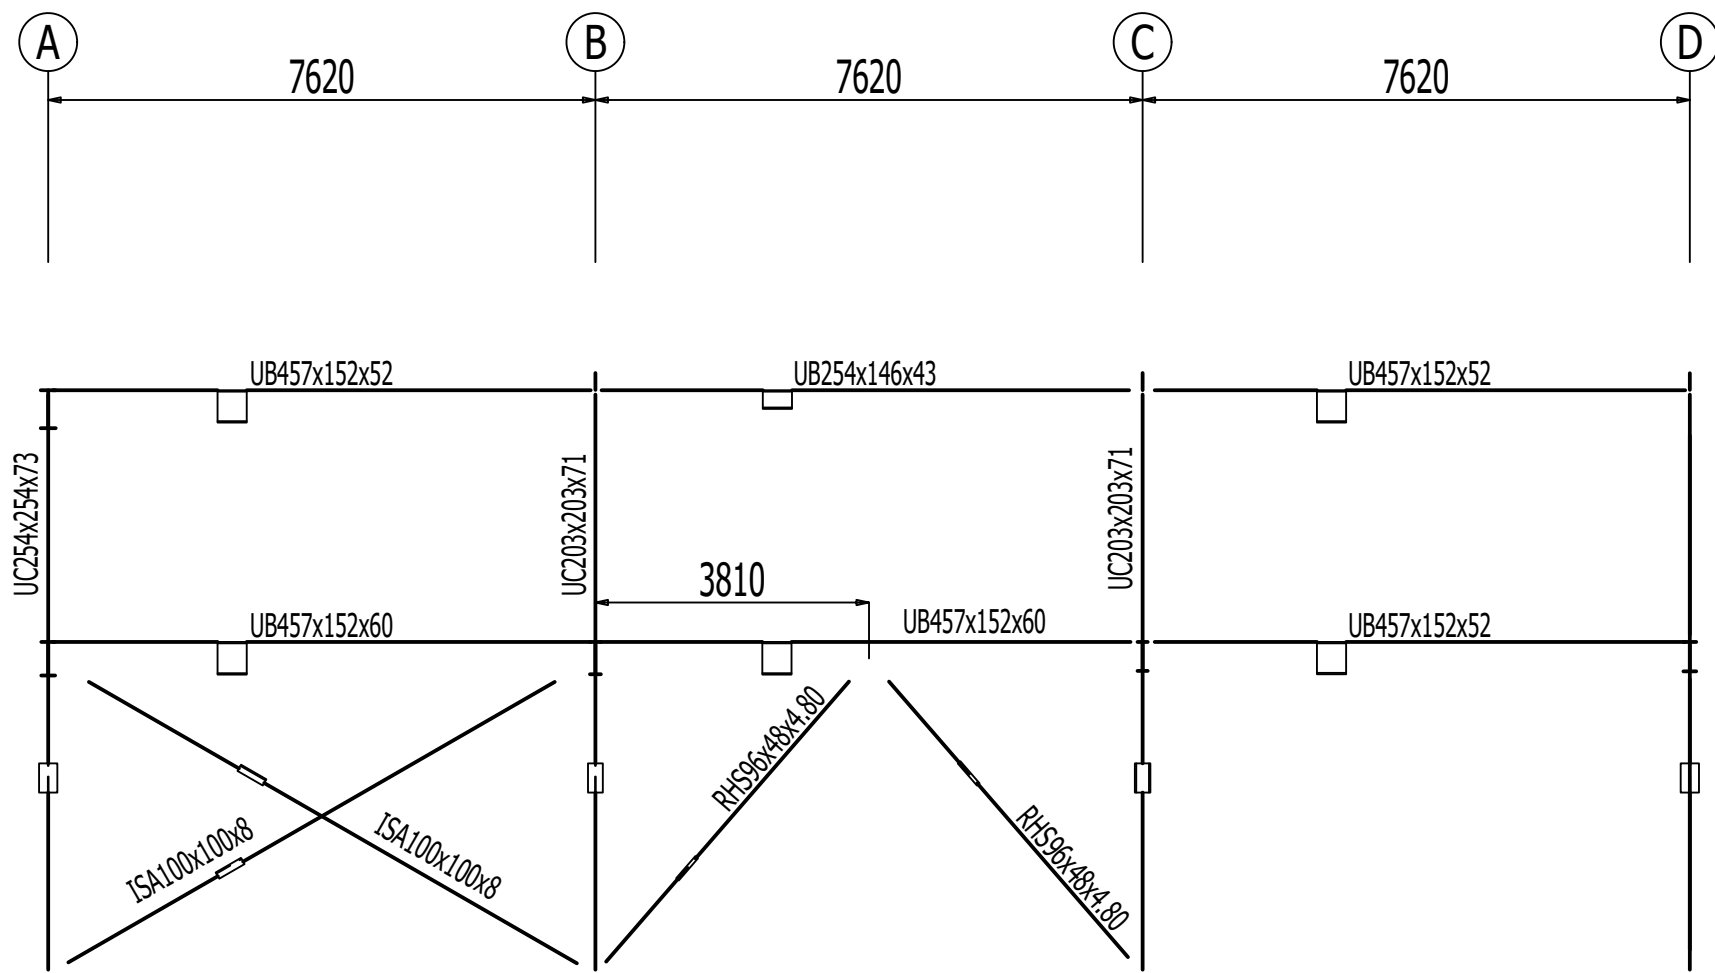 A
B
C
D
7620
7620
7620
UB457x152x52
UB254x146x43
UB457x152x52
UC254x254x73
UC203x203x71
UC203x203x71
3810
UB457x152x60
UB457x152x60
UB457x152x52
RHS96x48x4.80
ISA100x100x8
ISA100x100x8
RHS96x48x4.80